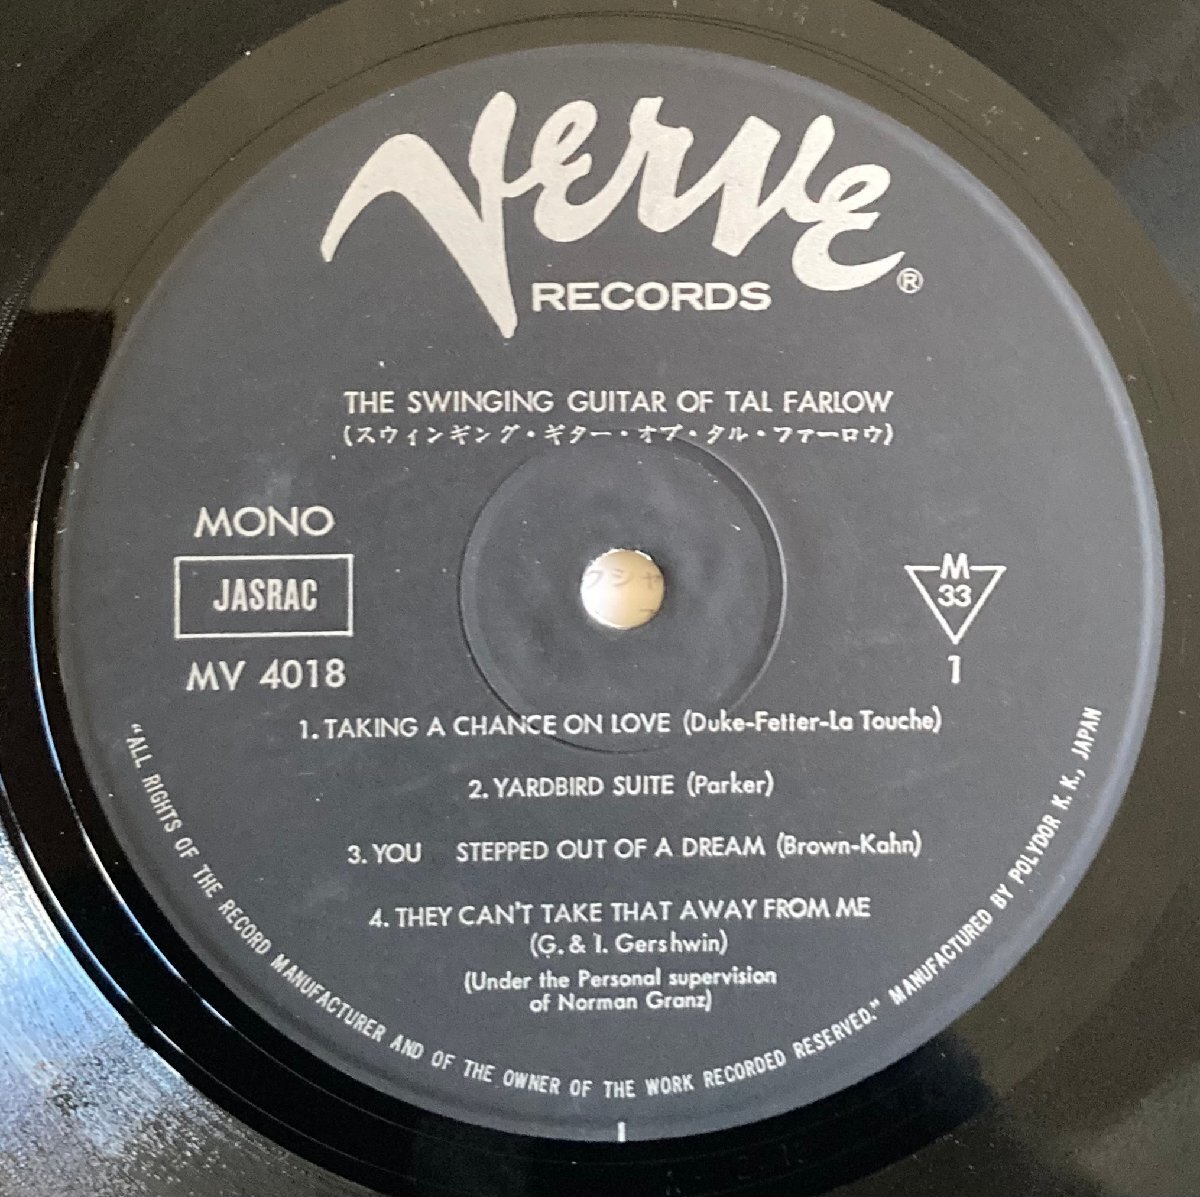 Verve
RECORDS ®
THE SWINGING GUITAR OF TAL FARLOW
(スウィンギング・ギター・オブ・タル・ファーロウ)
MONO
JASRAC
MV 4018
M
33
1
1. TAKING A CHANCE ON LOVE (Duke-Fetter-La Touche)
2. YARDBIRD SUITE (Parker)
3. YOU STEPPED OUT OF A DREAM (Brown-Kahn)
4. THEY CAN'T TAKE THAT AWAY FROM ME
(G. & I. Gershwin)
(Under the Personal supervision
of Norman Granz)
"ALL RIGHTS OF THE RECORD MANUFACTURER AND OF THE OWNER OF THE WORK RECORDED RESERVED." MANUFACTURED BY POLYDOR K. K., JAPAN